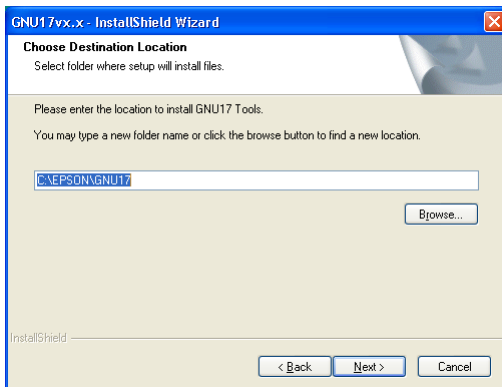 GNU17vx.x - InstallShield Wizard
Choose Destination Location
Select folder where setup will install files.
Please enter the location to install GNU17 Tools.
You may type a new folder name or click the browse button to find a new location.
C:\EPSON\GNU17
Browse...
InstallShield
< Back
Next >
Cancel